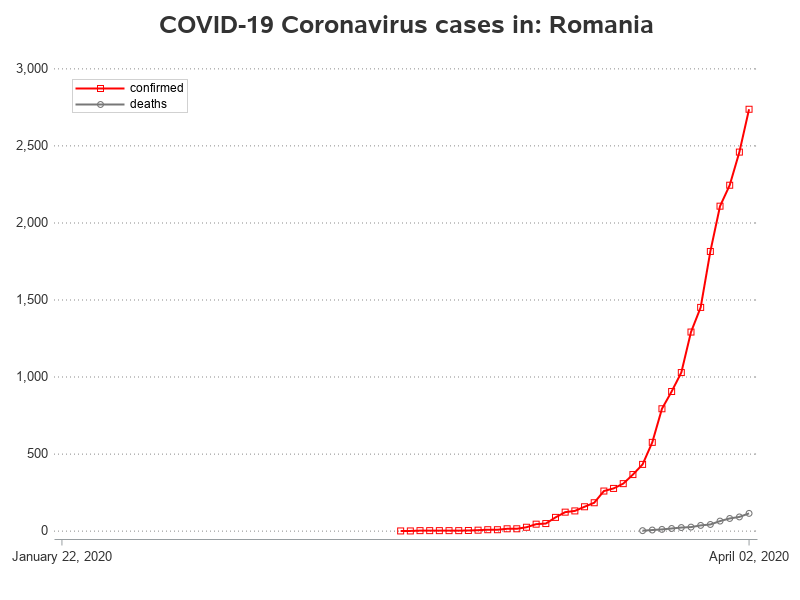 COVID-19 Coronavirus cases in: Romania
3,000
confirmed
deaths
2,500
2,000
1,500
1,000
500
0
January 22, 2020
April 02, 2020